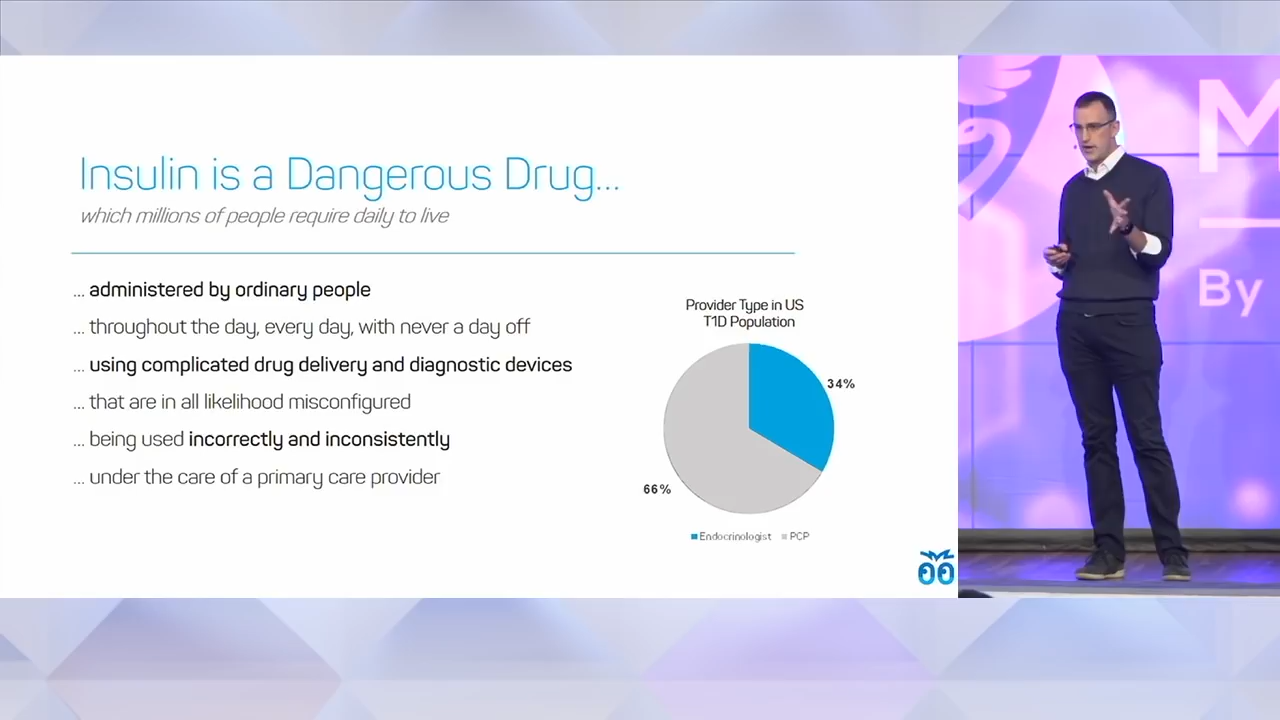 Insulin is a Dangerous Drug...
which millions of people require daily to live
... administered by ordinary people
... throughout the day, every day, with never a day off
... using complicated drug delivery and diagnostic devices
... that are in all likelihood misconfigured
... being used incorrectly and inconsistently
... under the care of a primary care provider
Provider Type in US
T1D Population
34%
66%
Endocrinologist PCP
M
By